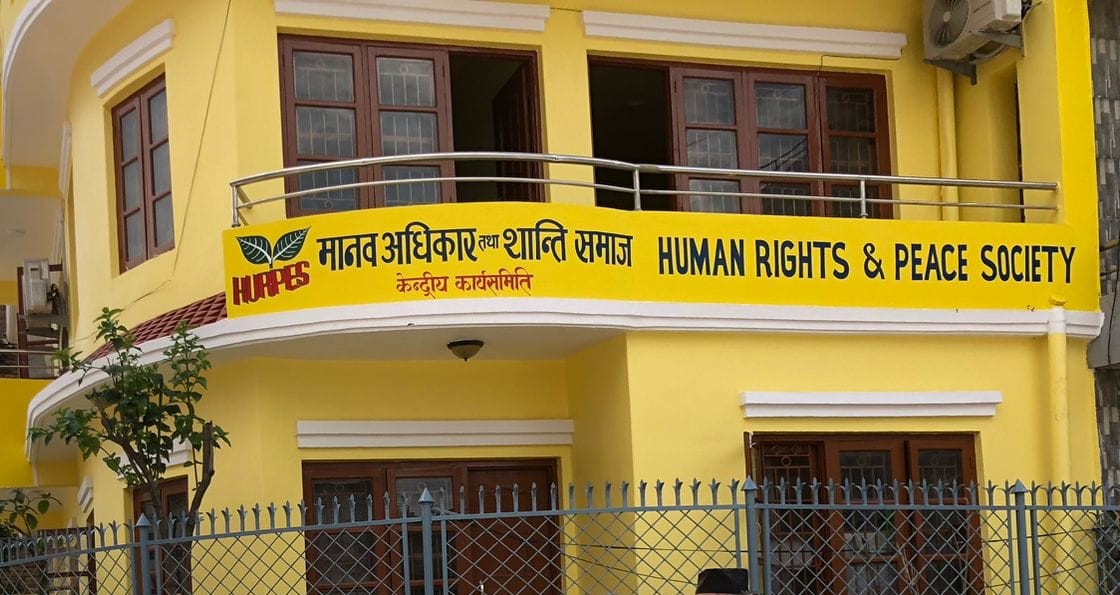 HURPES
मानव अधिकार तथा शान्ति समाज HUMAN RIGHTS & PEACE SOCIETY
केन्द्रीय कार्यसमिति